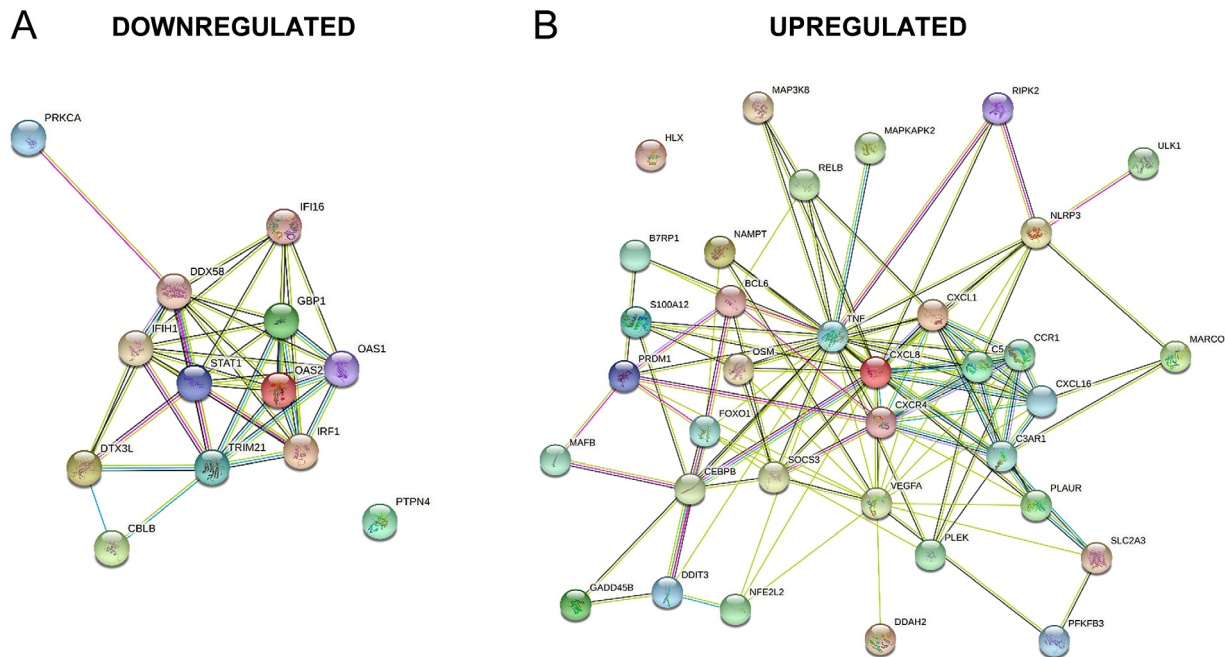 A DOWNREGULATED
PRKCA
IFI16
DDX58
GBP1
IFIH1
OAS1
STAT1
OAS2
IRF1
DTX3L
TRIM21
PTPN4
CBLB
B UPREGULATED
MAP3K8
RIPK2
HLX
MAPKAPK2
ULK1
RELB
NLRP3
B7RP1
NAMPT
BCL6
S100A12
TNF
CXCL1
CCR1
MARCO
PRDM1
OSM
CXCL8
C5
CXCL16
FOXO1
CXCR4
MAFB
CEBPB
SOCS3
C3AR1
VEGFA
PLAUR
PLEK
SLC2A3
GADD45B
DDIT3
NFE2L2
DDAH2
PFKFB3